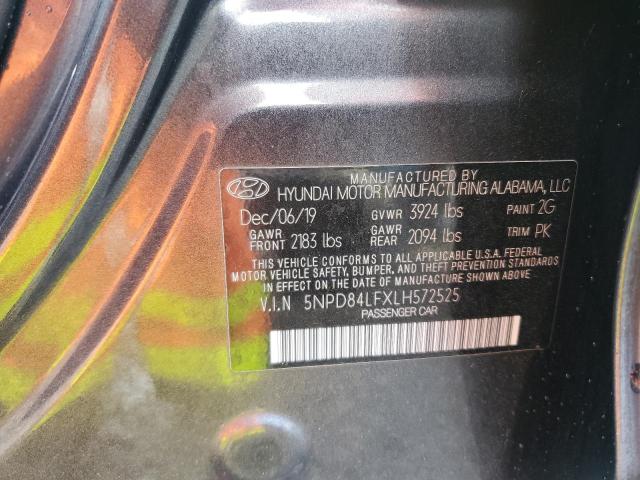 MANUFACTURED BY
HYUNDAI MOTOR MANUFACTURING ALABAMA, LLC
Dec/06/19 GVWR 3924 lbs PAINT 2G
GAWR FRONT 2183 lbs GAWR REAR 2094 lbs TRIM PK
THIS VEHICLE CONFORMS TO ALL APPLICABLE U.S.A. FEDERAL
MOTOR VEHICLE SAFETY, BUMPER, AND THEFT PREVENTION STANDARDS
IN EFFECT ON THE DATE OF MANUFACTURE SHOWN ABOVE.
V.I.N 5NPD84LFXLH572525
PASSENGER CAR